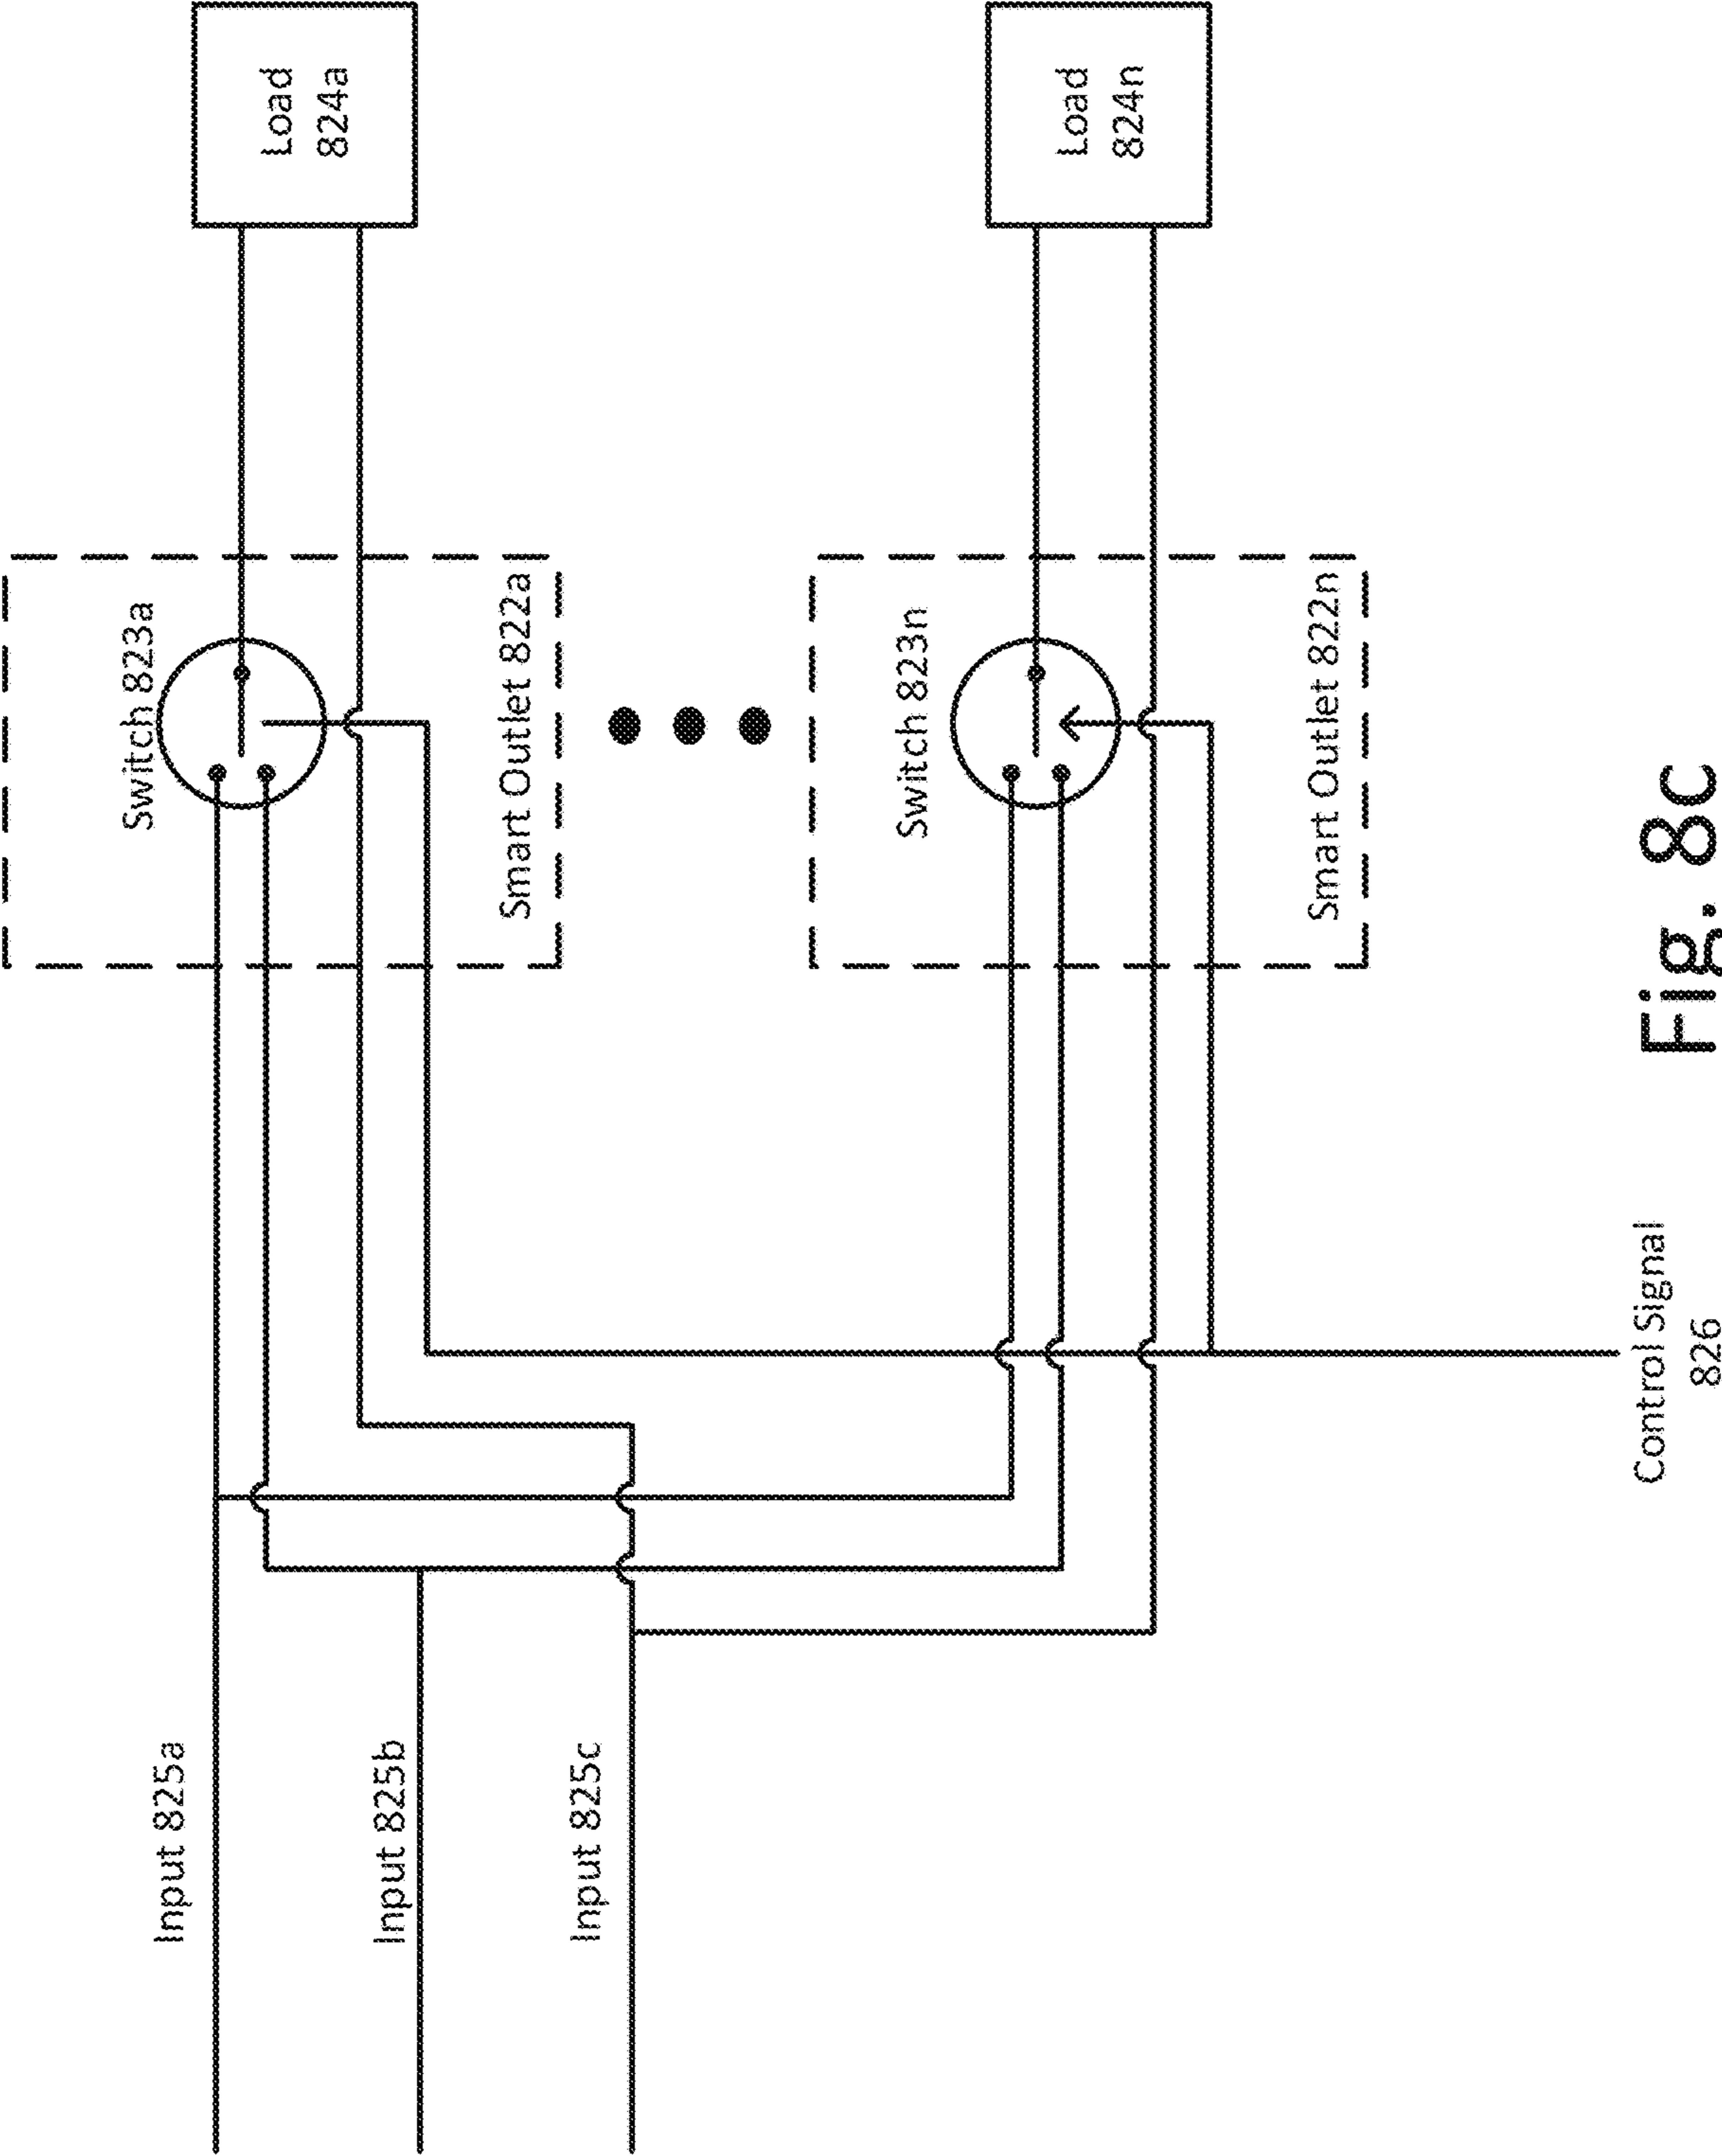 Input 825a
Input 825b
Input 825c
Switch 823a
Smart Outlet 822a
Load
824a
Switch 823n
Smart Outlet 822n
Load
824n
Control Signal
826
Fig. 8c